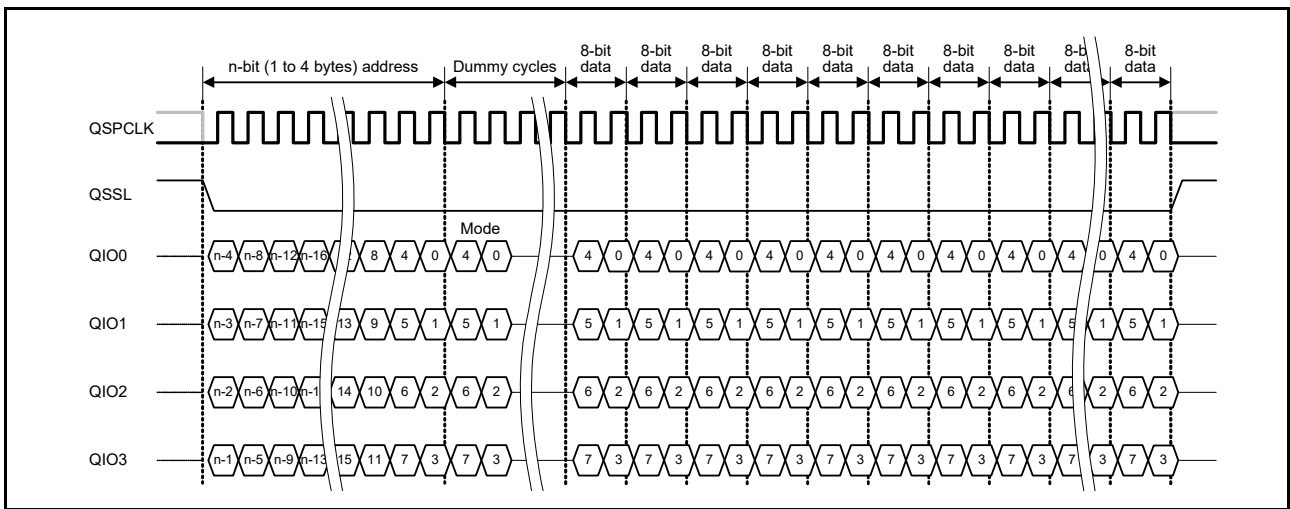 8-bit 8-bit 8-bit 8-bit 8-bit 8-bit 8-bit 8-bit 8-b 8-bit
n-bit (1 to 4 bytes) address Dummy cycles data data data data data data data data data data
QSPCLK
QSSL
Mode
QIO0 n-4 n-8 n-12 n-16 8 4 0 4 0 4 0 4 0 4 0 4 0 4 0 4 0 4 0 4 0 4 0 4 0
QIO1 n-3 n-7 n-11 n-15 13 9 5 1 5 1 5 1 5 1 5 1 5 1 5 1 5 1 5 1 5 1 5 1 5 1
QIO2 n-2 n-6 n-10 n-1 14 10 6 2 6 2 6 2 6 2 6 2 6 2 6 2 6 2 6 2 6 2 6 2 6 2
QIO3 n-1 n-5 n-9 n-13 15 11 7 3 7 3 7 3 7 3 7 3 7 3 7 3 7 3 7 3 7 3 7 3 7 3